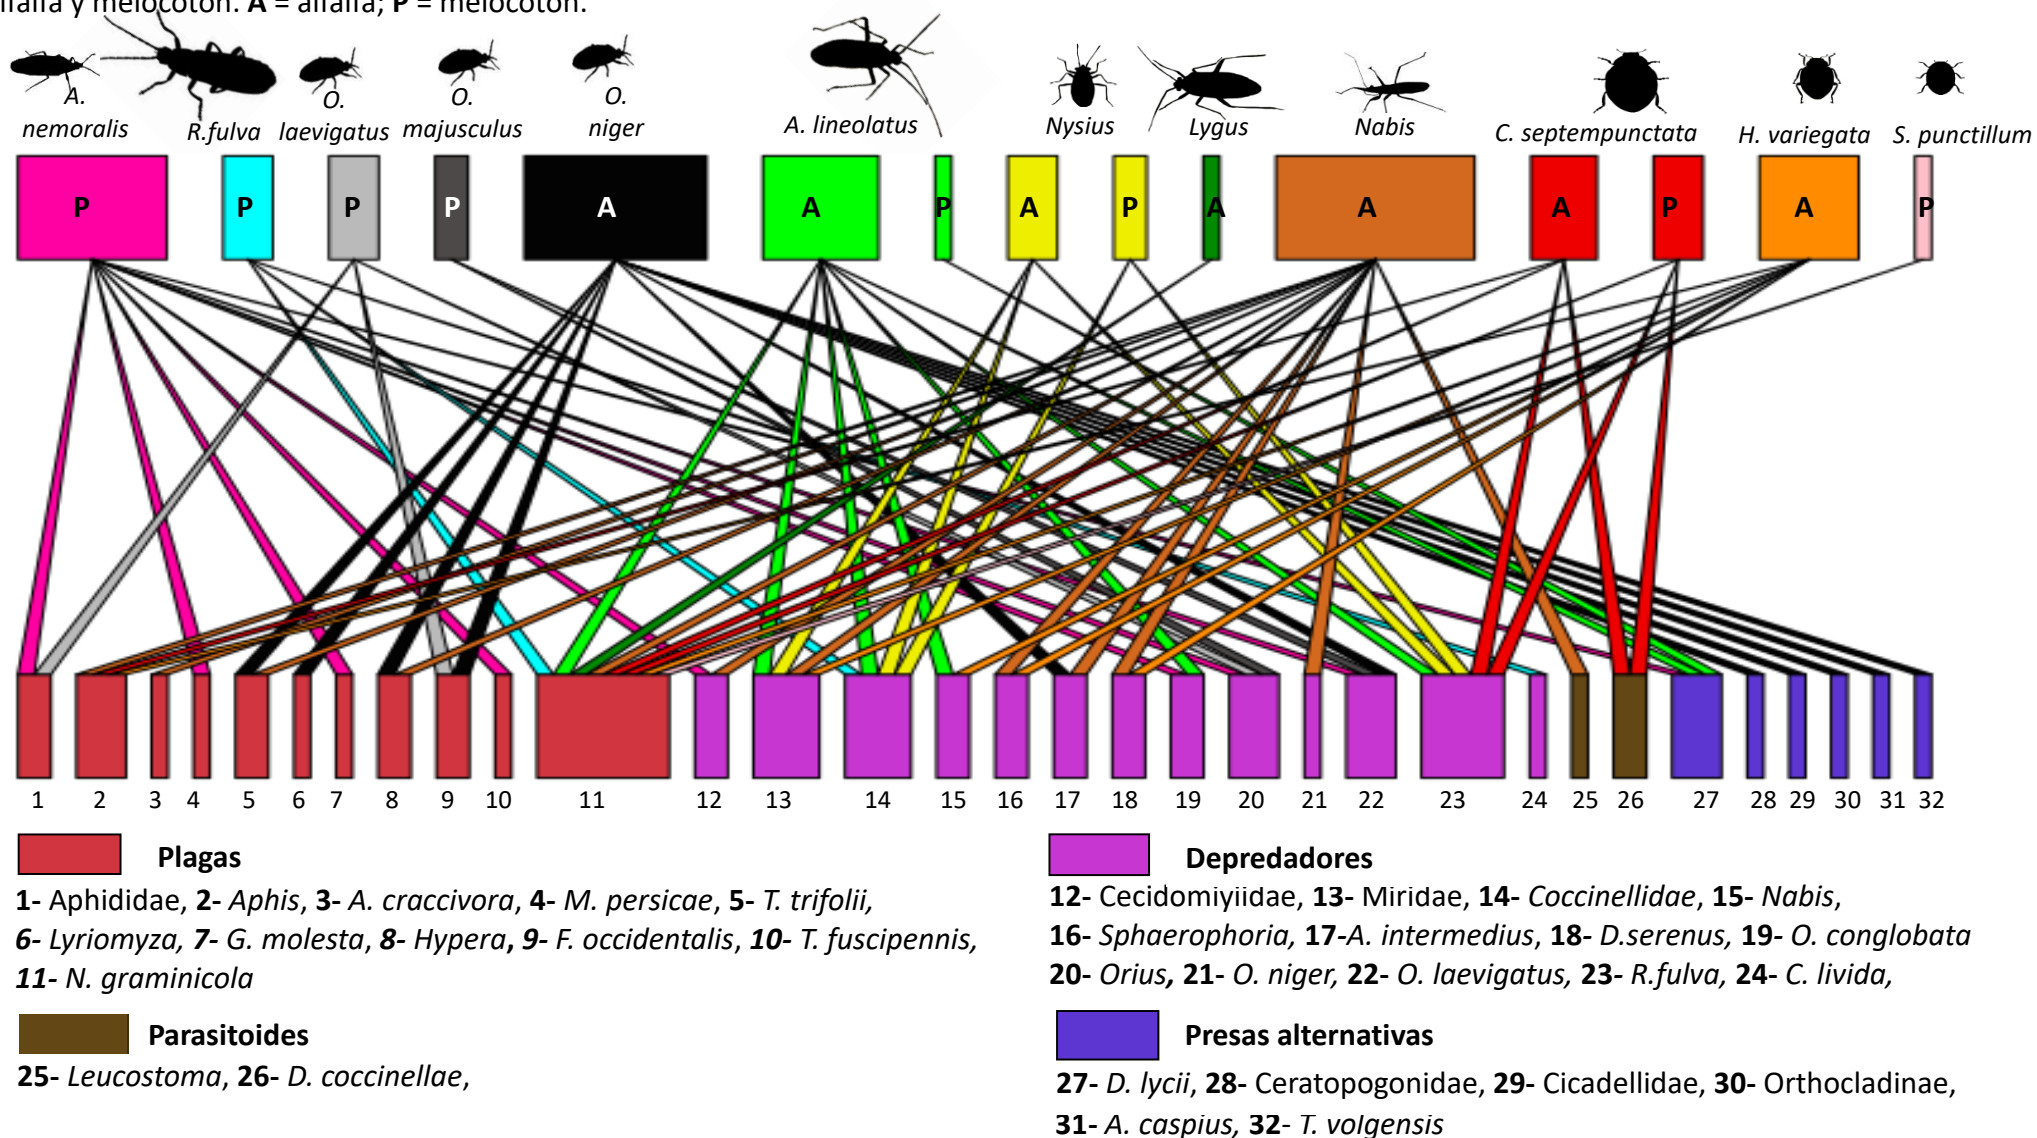 alfalfa y melocotón. A = alfalfa; P = melocotón.
A. nemoralis
R.fulva
O. laevigatus
O. majusculus
O. niger
A. lineolatus
Nysius
Lygus
Nabis
C. septempunctata
H. variegata
S. punctillum
P P P P A A P A P A A A P A P
1 2 3 4 5 6 7 8 9 10 11 12 13 14 15 16 17 18 19 20 21 22 23 24 25 26 27 28 29 30 31 32
Plagas
1- Aphididae, 2- Aphis, 3- A. craccivora, 4- M. persicae, 5- T. trifolii,
6- Lyriomyza, 7- G. molesta, 8- Hypera, 9- F. occidentalis, 10- T. fuscipennis,
11- N. graminicola
Depredadores
12- Cecidomiyiidae, 13- Miridae, 14- Coccinellidae, 15- Nabis,
16- Sphaerophoria, 17-A. intermedius, 18- D.serenus, 19- O. conglobata
20- Orius, 21- O. niger, 22- O. laevigatus, 23- R.fulva, 24- C. livida,
Parasitoides
25- Leucostoma, 26- D. coccinellae,
Presas alternativas
27- D. lycii, 28- Ceratopogonidae, 29- Cicadellidae, 30- Orthocladinae,
31- A. caspius, 32- T. volgensis